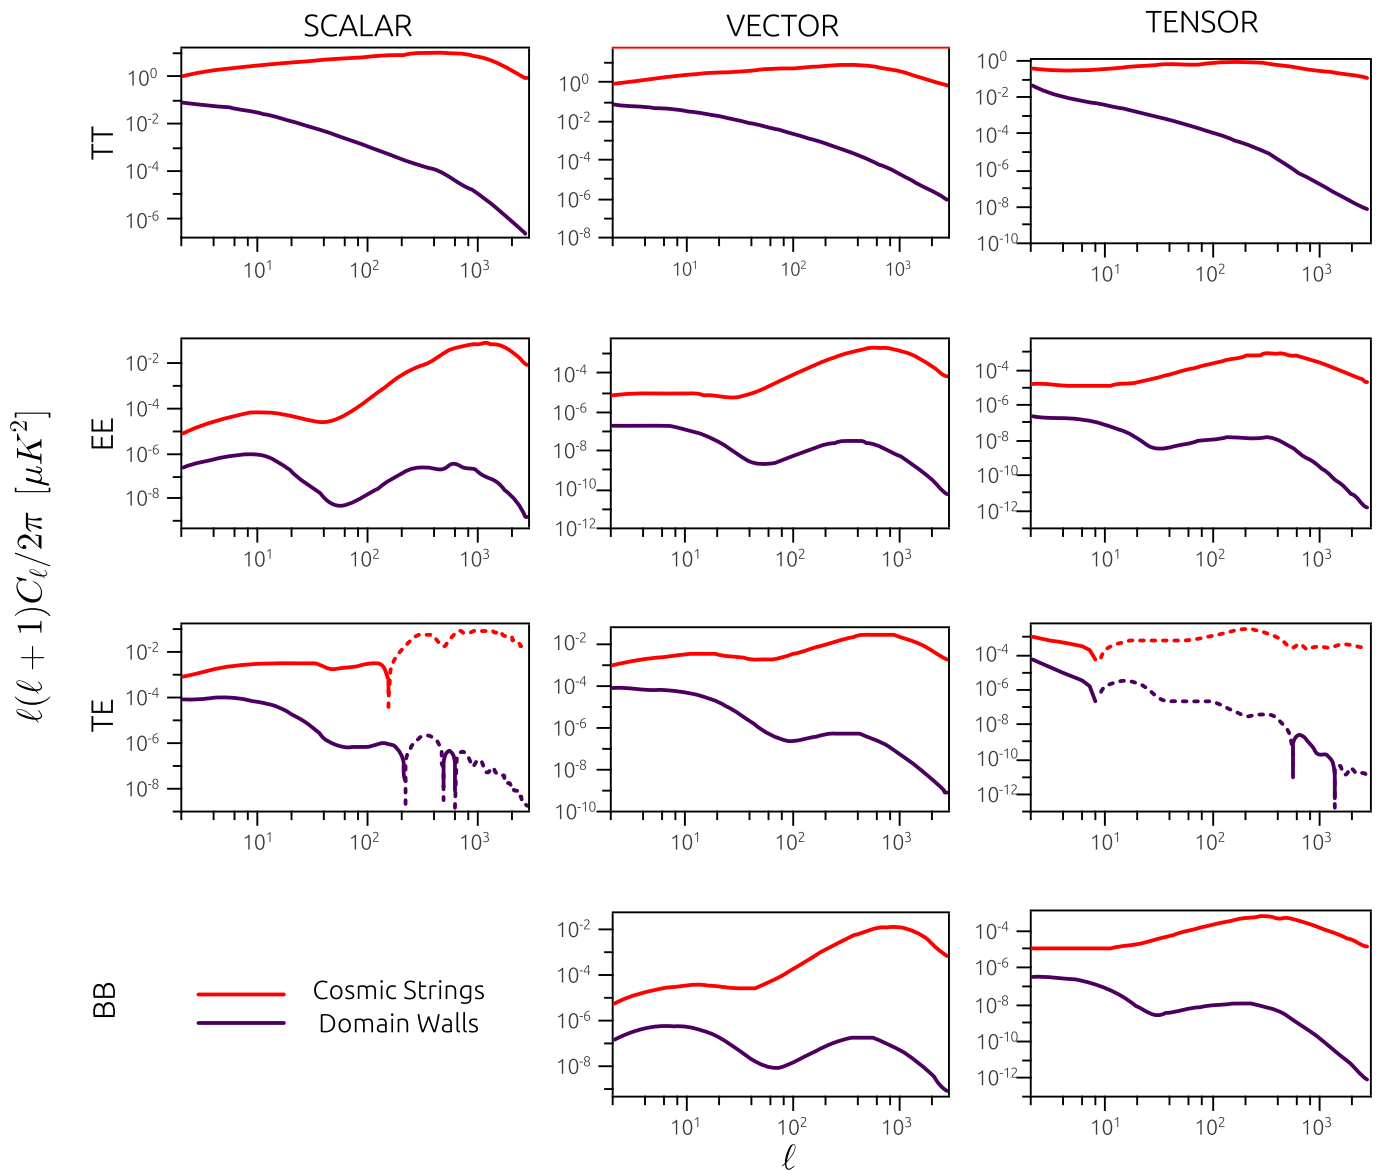 SCALAR VECTOR TENSOR
TT
10^0 10^-2 10^-4 10^-6
10^1 10^2 10^3
10^0 10^-2 10^-4 10^-6 10^-8
10^1 10^2 10^3
10^0 10^-2 10^-4 10^-6 10^-8 10^-10
10^1 10^2 10^3
ℓ(ℓ + 1)C_ℓ/2π [μK^2]
EE
10^-2 10^-4 10^-6 10^-8
10^1 10^2 10^3
10^-4 10^-6 10^-8 10^-10 10^-12
10^1 10^2 10^3
10^-4 10^-6 10^-8 10^-10 10^-12
10^1 10^2 10^3
TE
10^-2 10^-4 10^-6 10^-8
10^1 10^2 10^3
10^-2 10^-4 10^-6 10^-8 10^-10
10^1 10^2 10^3
10^-4 10^-6 10^-8 10^-10 10^-12
10^1 10^2 10^3
BB
Cosmic Strings
Domain Walls
10^-2 10^-4 10^-6 10^-8
10^1 10^2 10^3
10^-4 10^-6 10^-8 10^-10 10^-12
10^1 10^2 10^3
ℓ